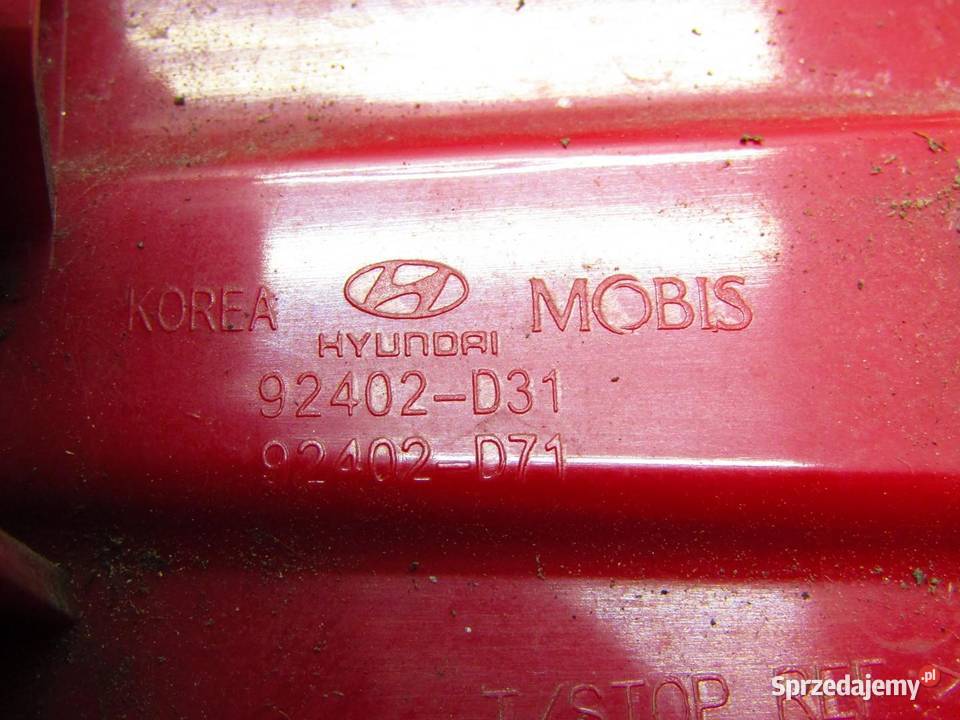 KOREA HYUNDAI MOBIS
92402-D31
92402-D71
T/STOP REF
Sprzedajemy.pl